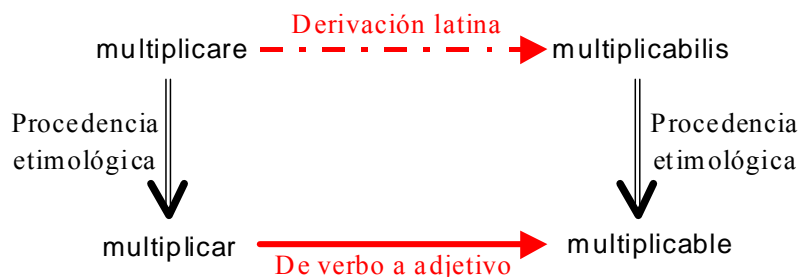 Derivación latina
multiplicare
multiplicabilis
Procedencia
etimológica
Procedencia
etimológica
multiplicar
multiplicable
De verbo a adjetivo